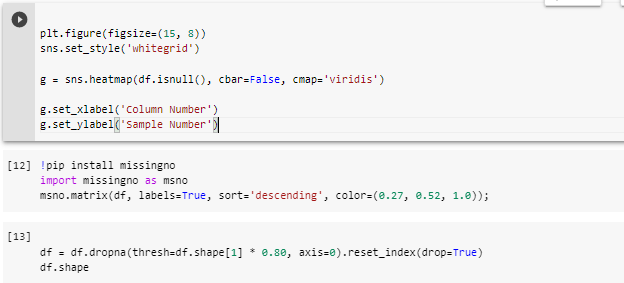 plt.figure(figsize=(15, 8))
sns.set_style('whitegrid')
g = sns.heatmap(df.isnull(), cbar=False, cmap='viridis')
g.set_xlabel('Column Number')
g.set_ylabel('Sample Number')
[12] !pip install missingno
import missingno as msno
msno.matrix(df, labels=True, sort='descending', color=(0.27, 0.52, 1.0));
[13]
df = df.dropna(thresh=df.shape[1] * 0.80, axis=0).reset_index(drop=True)
df.shape